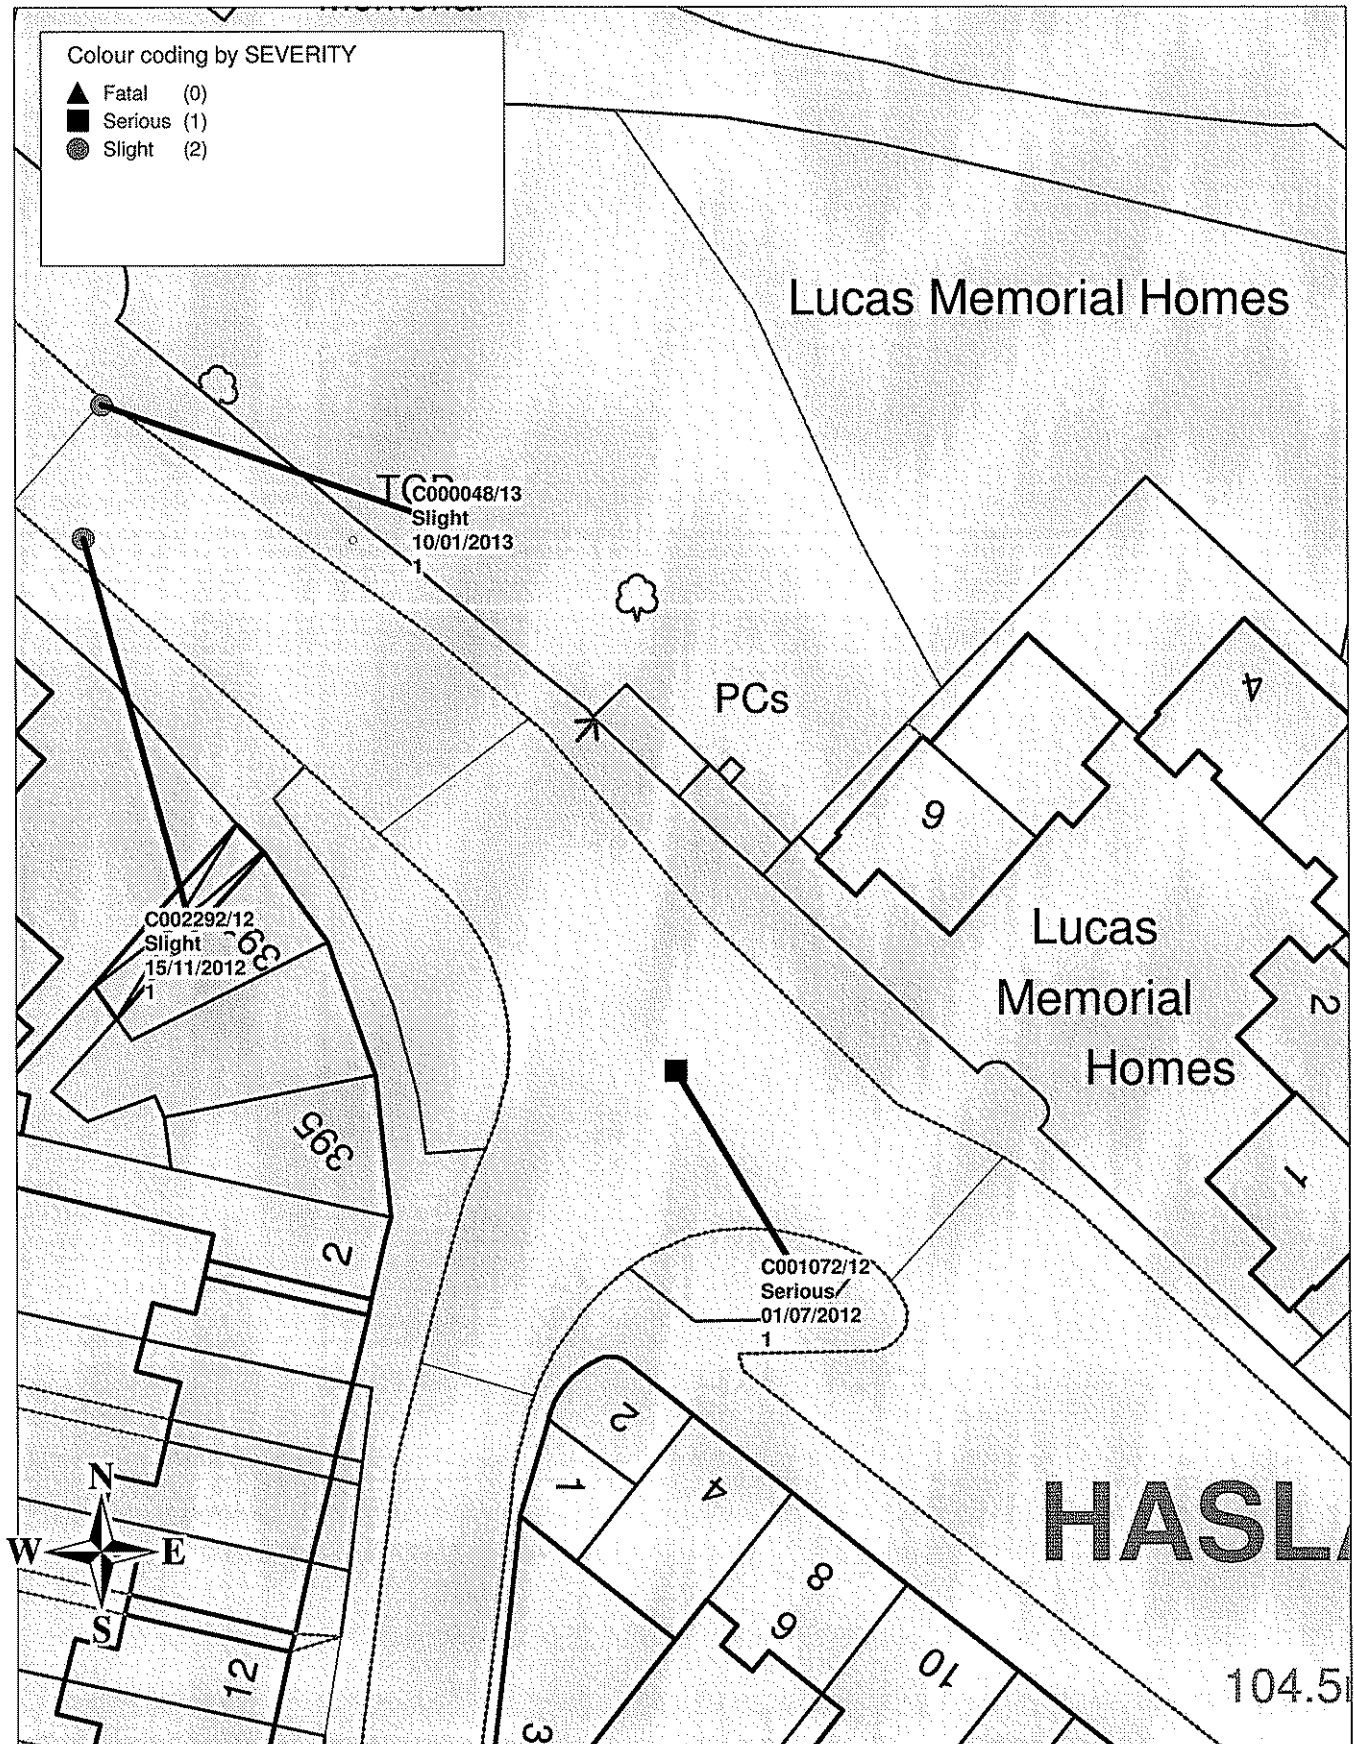 Colour coding by SEVERITY
Fatal (0)
Serious (1)
Slight (2)
Lucas Memorial Homes
C000048/13
Slight
10/01/2013
1
PCs
4
6
C002292/12
Slight
15/11/2012
1
Lucas
Memorial
Homes
2
1
395
2
C001072/12
Serious
01/07/2012
1
2
1
4
8
6
10
3
12
N
W E
S
104.5